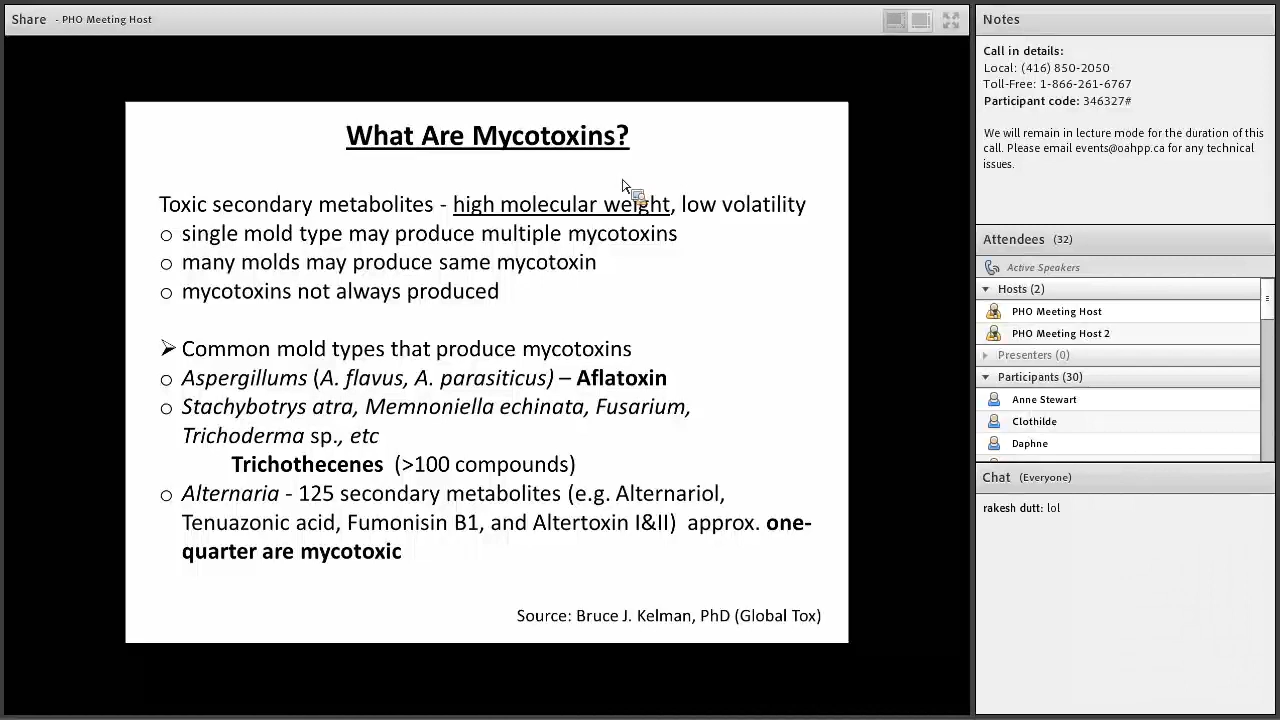 Share - PHO Meeting Host
What Are Mycotoxins?
Toxic secondary metabolites - high molecular weight, low volatility
o single mold type may produce multiple mycotoxins
o many molds may produce same mycotoxin
o mycotoxins not always produced
➢ Common mold types that produce mycotoxins
o Aspergillums (A. flavus, A. parasiticus) – Aflatoxin
o Stachybotrys atra, Memnoniella echinata, Fusarium,
Trichoderma sp., etc
Trichothecenes (>100 compounds)
o Alternaria - 125 secondary metabolites (e.g. Alternariol,
Tenuazonic acid, Fumonisin B1, and Altertoxin I&II) approx. one-
quarter are mycotoxic
Source: Bruce J. Kelman, PhD (Global Tox)
Notes
Call in details:
Local: (416) 850-2050
Toll-Free: 1-866-261-6767
Participant code: 346327#
We will remain in lecture mode for the duration of this
call. Please email events@oahpp.ca for any technical
issues.
Attendees (32)
Active Speakers
Hosts (2)
PHO Meeting Host
PHO Meeting Host 2
Presenters (0)
Participants (30)
Anne Stewart
Clothilde
Daphne
Chat (Everyone)
rakesh dutt: lol